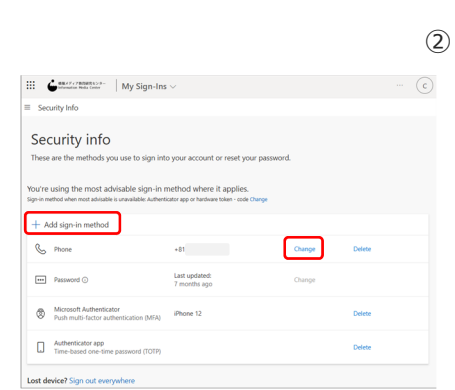 ②
Information Media Center
My Sign-Ins
...
C
Security Info
Security info
These are the methods you use to sign into your account or reset your password.
You're using the most advisable sign-in method where it applies.
Sign-in method when most advisable is unavailable: Authenticator app or hardware token - code Change
+ Add sign-in method
Phone +81 Change Delete
Password Last updated:
7 months ago Change
Microsoft Authenticator
Push multi-factor authentication (MFA) iPhone 12 Delete
Authenticator app
Time-based one-time password (TOTP) Delete
Lost device? Sign out everywhere